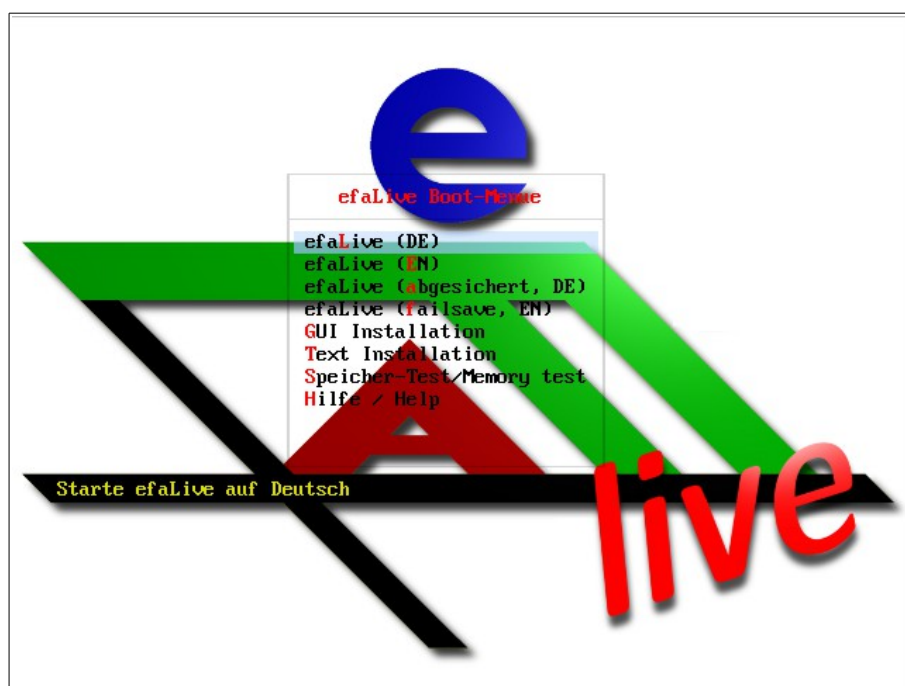 e
efaLive Boot-Menue
efaLive (DE)
efaLive (EN)
efaLive (abgesichert, DE)
efaLive (failsave, EN)
GUI Installation
Text Installation
Speicher-Test/Memory test
Hilfe / Help
A
Starte efaLive auf Deutsch
live